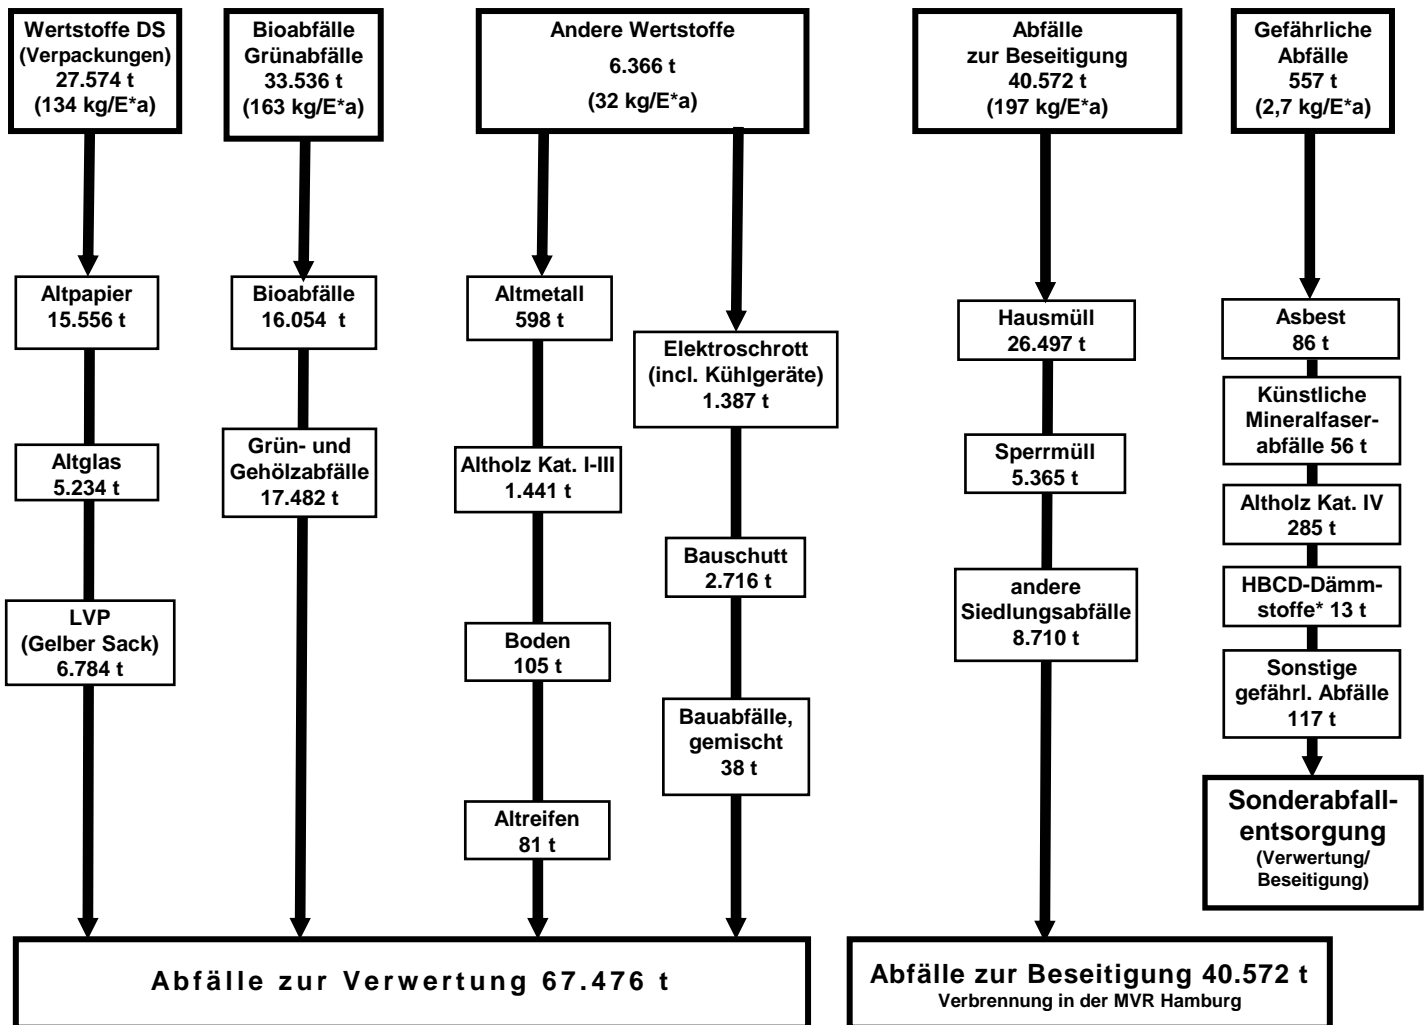 Wertstoffe DS
(Verpackungen)
27.574 t
(134 kg/E*a)
Bioabfälle
Grünabfälle
33.536 t
(163 kg/E*a)
Andere Wertstoffe
6.366 t
(32 kg/E*a)
Abfälle
zur Beseitigung
40.572 t
(197 kg/E*a)
Gefährliche
Abfälle
557 t
(2,7 kg/E*a)
Altpapier
15.556 t
Altglas
5.234 t
LVP
(Gelber Sack)
6.784 t
Bioabfälle
16.054 t
Grün- und
Gehölzabfälle
17.482 t
Altmetall
598 t
Altholz Kat. I-III
1.441 t
Boden
105 t
Altreifen
81 t
Elektroschrott
(incl. Kühlgeräte)
1.387 t
Bauschutt
2.716 t
Bauabfälle,
gemischt
38 t
Hausmüll
26.497 t
Sperrmüll
5.365 t
andere
Siedlungsabfälle
8.710 t
Asbest
86 t
Künstliche
Mineralfaser-
abfälle 56 t
Altholz Kat. IV
285 t
HBCD-Dämm-
stoffe* 13 t
Sonstige
gefährl. Abfälle
117 t
Sonderabfall-
entsorgung
(Verwertung/
Beseitigung)
Abfälle zur Verwertung 67.476 t
Abfälle zur Beseitigung 40.572 t
Verbrennung in der MVR Hamburg